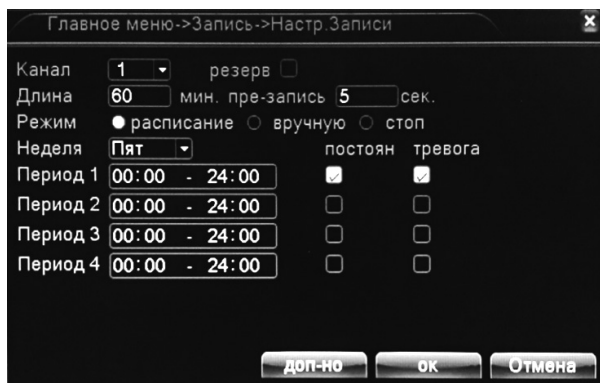 Главное меню->Запись->Настр.Записи
Канал 1 резерв
Длина 60 мин. пре-запись 5 сек.
Режим расписание вручную стоп
Неделя Пят постоян тревога
Период 1 00:00 - 24:00
Период 2 00:00 - 24:00
Период 3 00:00 - 24:00
Период 4 00:00 - 24:00
доп-но ок Отмена